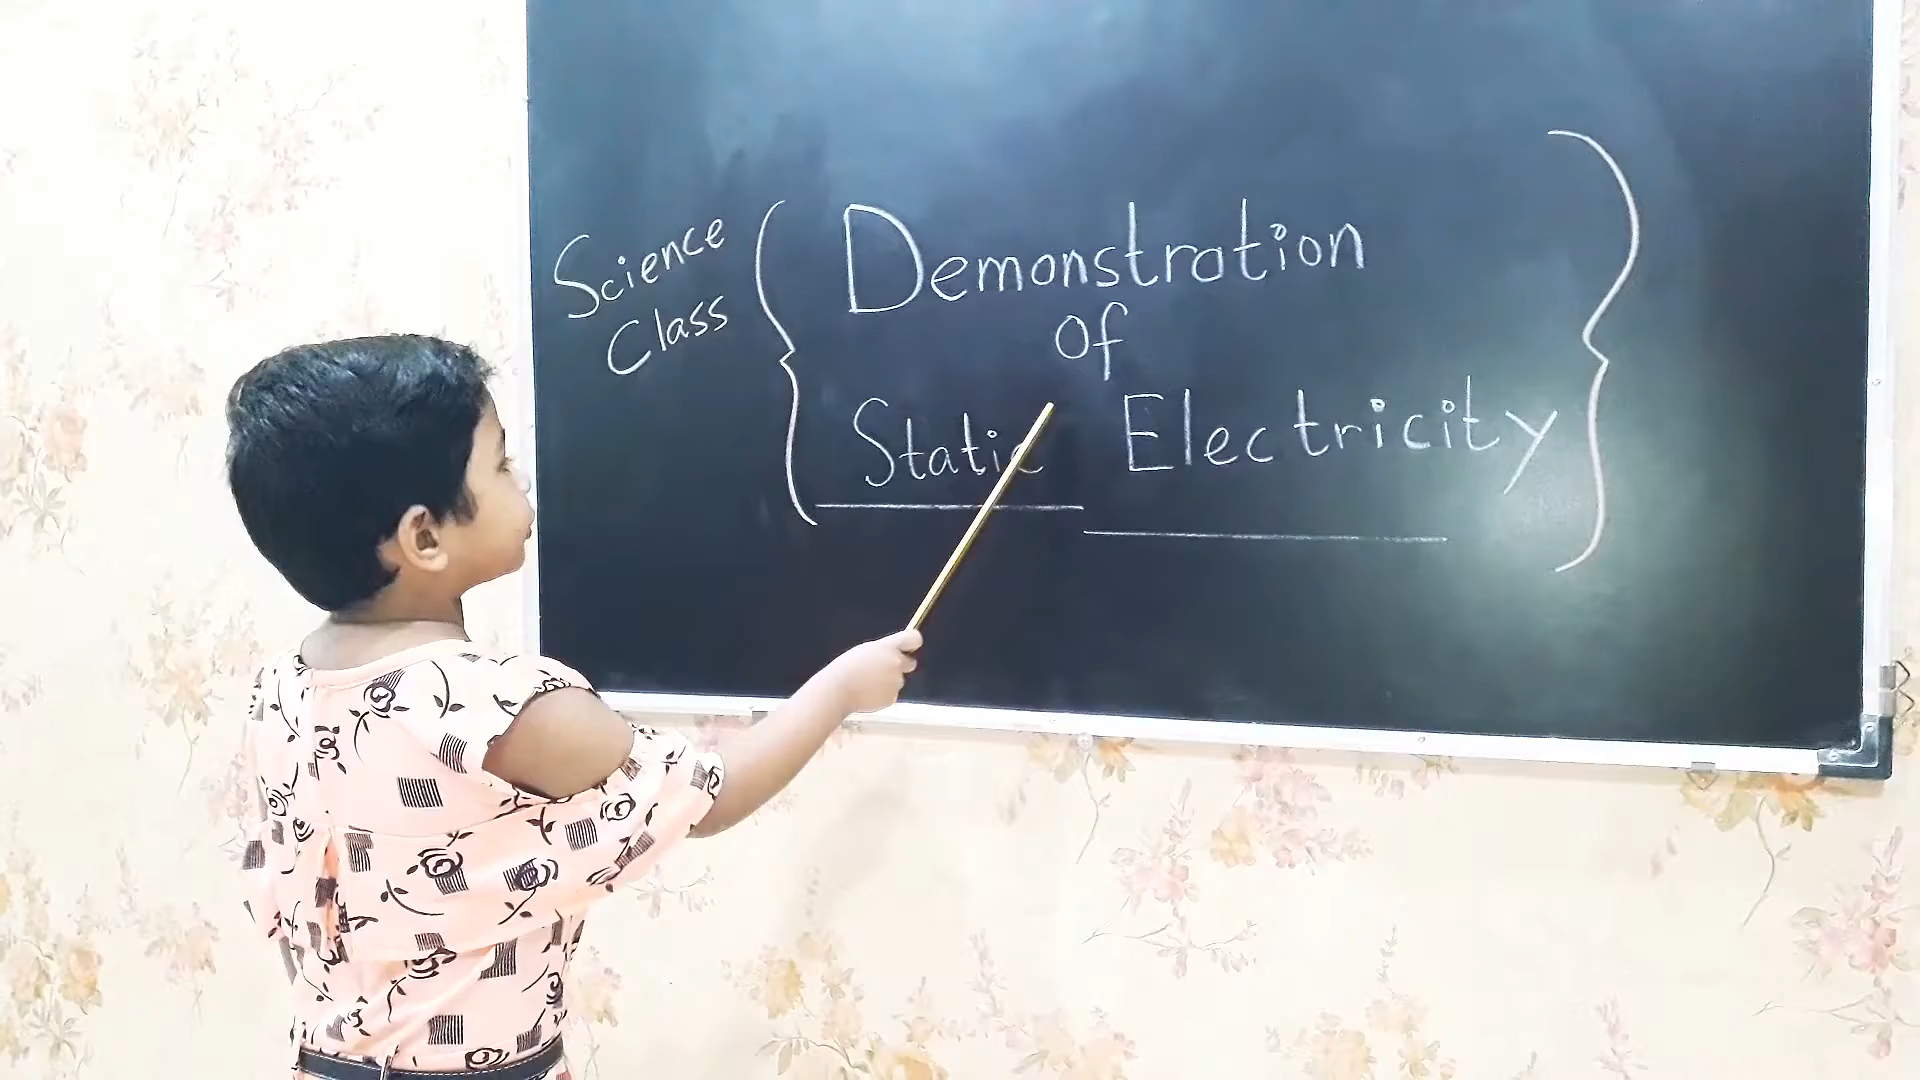 Science
Class
Demonstration
of
Static Electricity